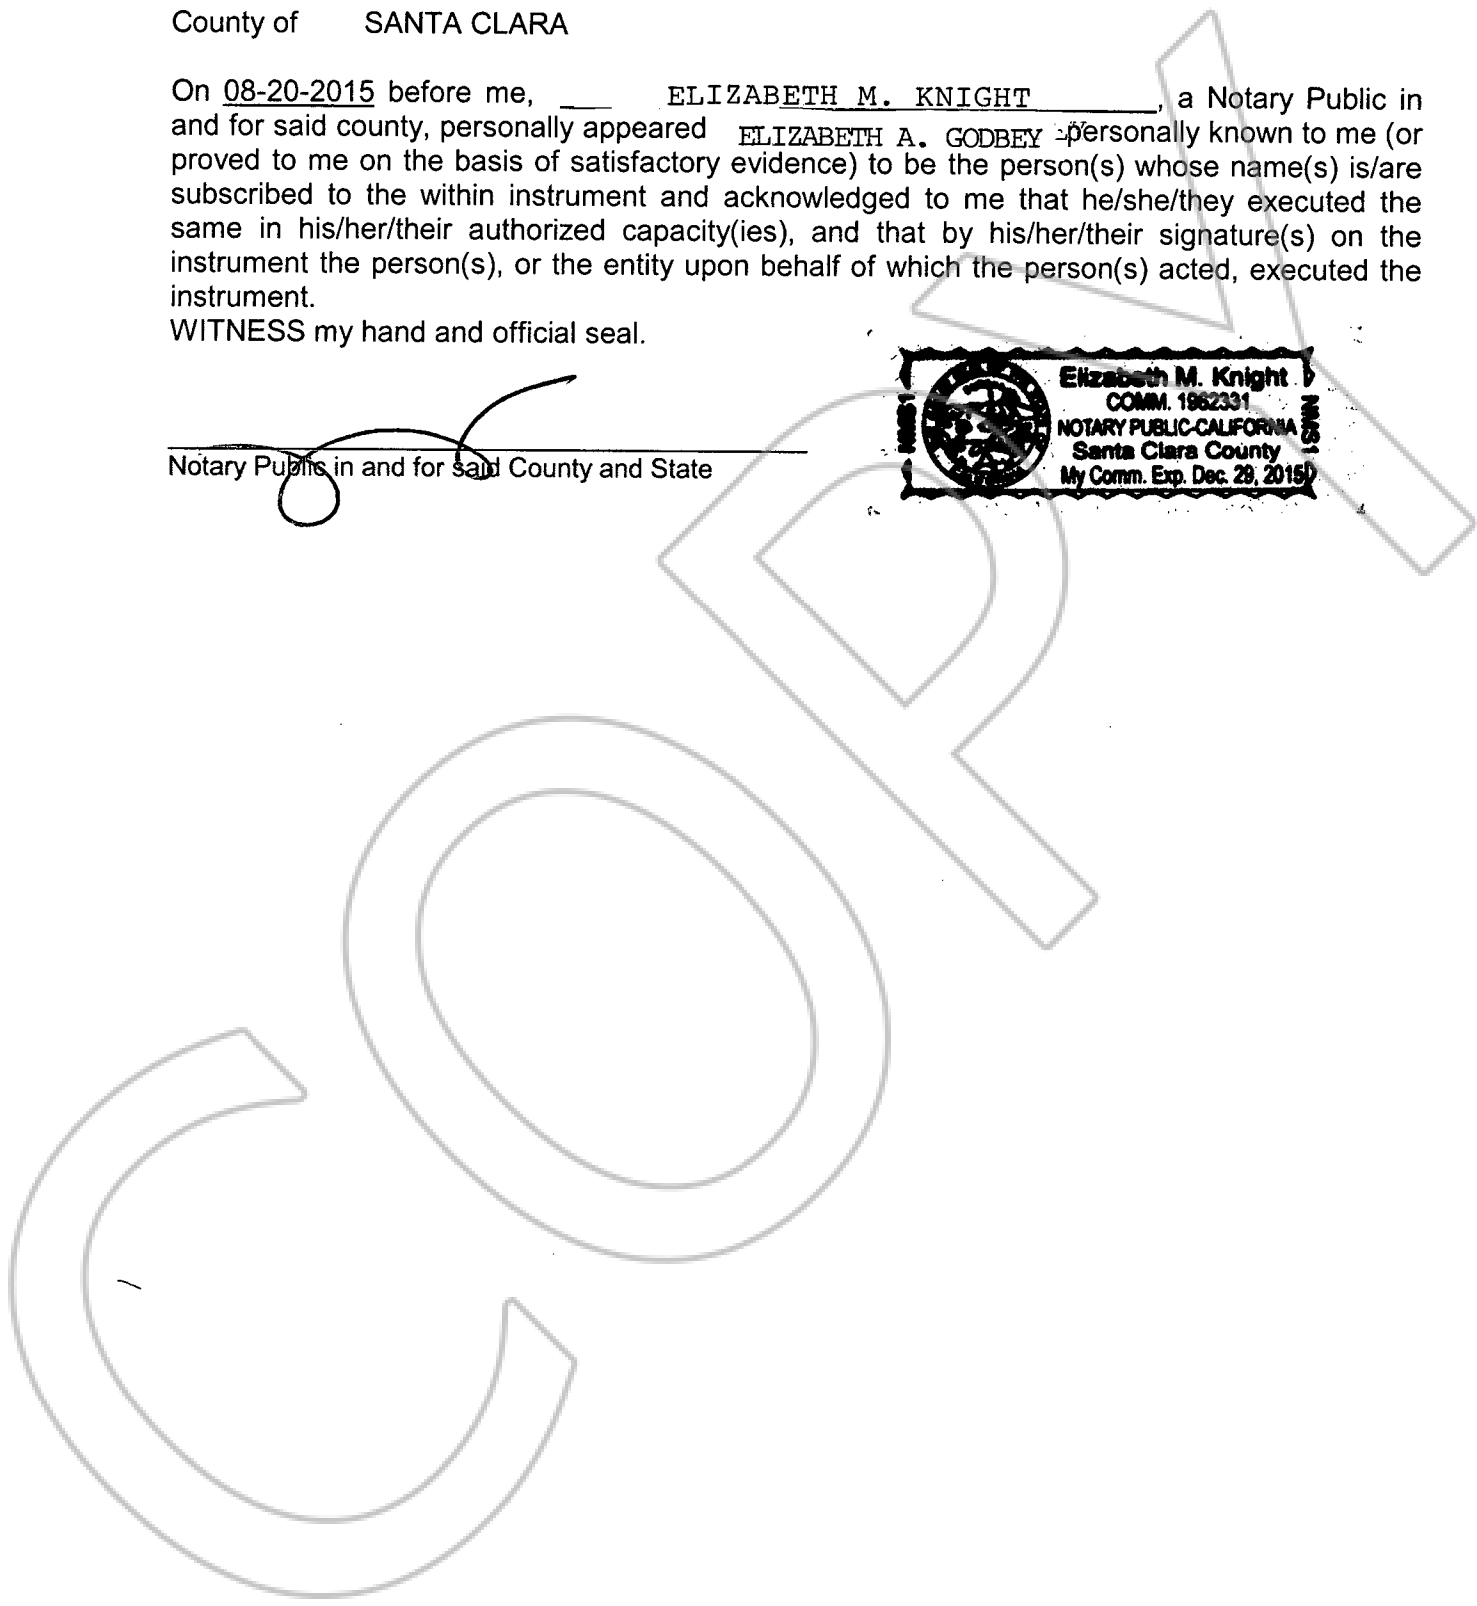 County of SANTA CLARA
On 08-20-2015 before me, ELIZABETH M. KNIGHT, a Notary Public in
and for said county, personally appeared ELIZABETH A. GODBEY personally known to me (or
proved to me on the basis of satisfactory evidence) to be the person(s) whose name(s) is/are
subscribed to the within instrument and acknowledged to me that he/she/they executed the
same in his/her/their authorized capacity(ies), and that by his/her/their signature(s) on the
instrument the person(s), or the entity upon behalf of which the person(s) acted, executed the
instrument.
WITNESS my hand and official seal.
Notary Public in and for said County and State
Elizabeth M. Knight
COMM. 1962331
NOTARY PUBLIC-CALIFORNIA
Santa Clara County
My Comm. Exp. Dec. 29, 2015
NMS1
NMS1
COPY